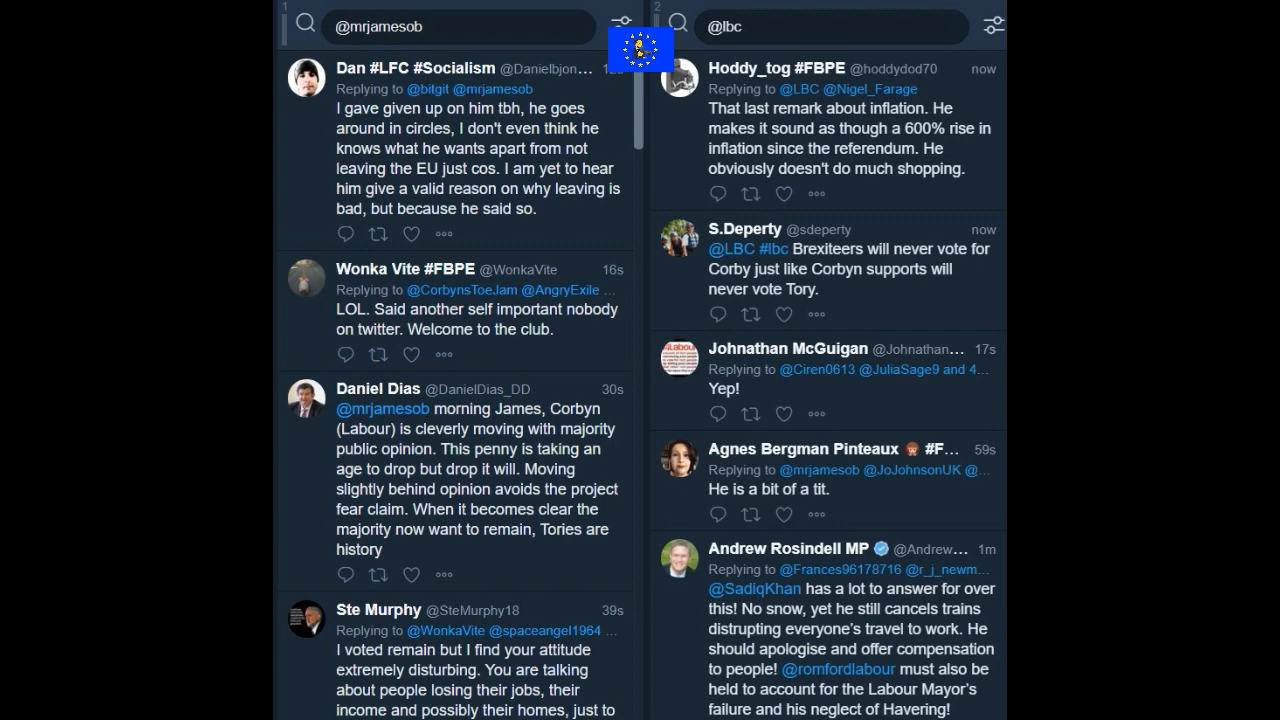 1
@mrjamesob
Dan #LFC #Socialism @Danielbjon...
Replying to @bitgit @mrjamesob
I gave given up on him tbh, he goes
around in circles, I don't even think he
knows what he wants apart from not
leaving the EU just cos. I am yet to hear
him give a valid reason on why leaving is
bad, but because he said so.
Wonka Vite #FBPE @WonkaVite 16s
Replying to @CorbynsToeJam @AngryExile ...
LOL. Said another self important nobody
on twitter. Welcome to the club.
Daniel Dias @DanielDias_DD 30s
@mrjamesob morning James, Corbyn
(Labour) is cleverly moving with majority
public opinion. This penny is taking an
age to drop but drop it will. Moving
slightly behind opinion avoids the project
fear claim. When it becomes clear the
majority now want to remain, Tories are
history
Ste Murphy @SteMurphy18 39s
Replying to @WonkaVite @spaceangel1964 ...
I voted remain but I find your attitude
extremely disturbing. You are talking
about people losing their jobs, their
income and possibly their homes, just to
2
@lbc
Hoddy_tog #FBPE @hoddydod70 now
Replying to @LBC @Nigel_Farage
That last remark about inflation. He
makes it sound as though a 600% rise in
inflation since the referendum. He
obviously doesn't do much shopping.
S.Deperty @sdeperty now
@LBC #lbc Brexiteers will never vote for
Corby just like Corbyn supports will
never vote Tory.
Johnathan McGuigan @Johnathan... 17s
Replying to @Ciren0613 @JuliaSage9 and 4...
Yep!
Agnes Bergman Pinteaux #F... 59s
Replying to @mrjamesob @JoJohnsonUK @...
He is a bit of a tit.
Andrew Rosindell MP @Andrew... 1m
Replying to @Frances96178716 @r_j_newm...
@SadiqKhan has a lot to answer for over
this! No snow, yet he still cancels trains
distrupting everyone's travel to work. He
should apologise and offer compensation
to people! @romfordlabour must also be
held to account for the Labour Mayor's
failure and his neglect of Havering!